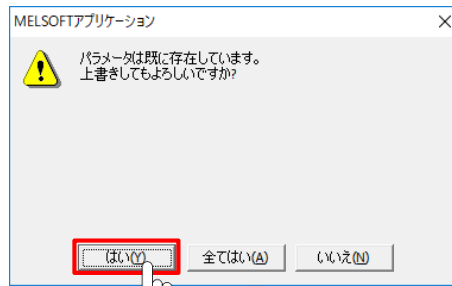 MELSOFTアプリケーション
パラメータは既に存在しています。
上書きしてもよろしいですか?
はい(Y)
全てはい(A)
いいえ(N)